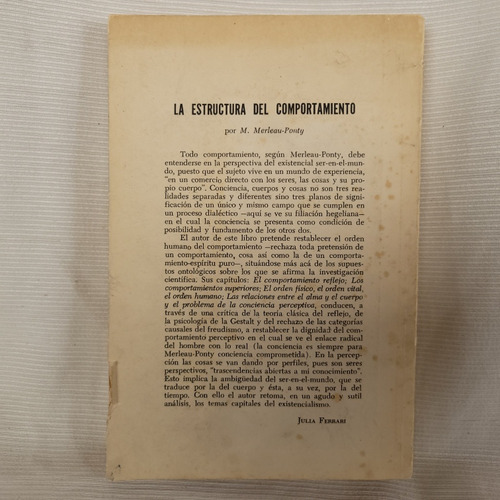 LA ESTRUCTURA DEL COMPORTAMIENTO
por M. Merleau-Ponty
Todo comportamiento, según Merleau-Ponty, debe
entenderse en la perspectiva del existencial ser-en-el-mun-
do, puesto que el sujeto vive en un mundo de experiencia,
"en un comercio directo con los seres, las cosas y su pro-
pio cuerpo". Conciencia, cuerpos y cosas no son tres rea-
lidades separadas y diferentes sino tres planos de signi-
ficación de un único y mismo campo que se cumplen en
un proceso dialéctico —aquí se ve su filiación hegeliana—
en el cual la conciencia se presenta como condición de
posibilidad y fundamento de los otros dos.
El autor de este libro pretende restablecer el orden
humano del comportamiento —rechaza toda pretensión de
un comportamiento, cosa así como la de un comporta-
miento-espíritu puro—, situándose más acá de los supues-
tos ontológicos sobre los que se afirma la investigación
científica. Sus capítulos: El comportamiento reflejo; Los
comportamientos superiores; El orden físico, el orden vital,
el orden humano; Las relaciones entre el alma y el cuerpo
y el problema de la conciencia perceptiva, conducen, a
través de una crítica de la teoría clásica del reflejo, de
la psicología de la Gestalt y del rechazo de las categorías
causales del freudismo, a restablecer la dignidad del com-
portamiento perceptivo en el cual se ve el enlace radical
del hombre con lo real (la conciencia es siempre para
Merleau-Ponty conciencia comprometida). En la percep-
ción las cosas se van dando por perfiles, pues son seres
perspectivos, "trascendencias abiertas a mi conocimiento".
Esto implica la ambigüedad del ser-en-el-mundo, que se
traduce por la del cuerpo y ésta, a su vez, por la del
tiempo. Con ello el autor retoma, en un agudo y sutil
análisis, los temas capitales del existencialismo.
JULIA FERRARI